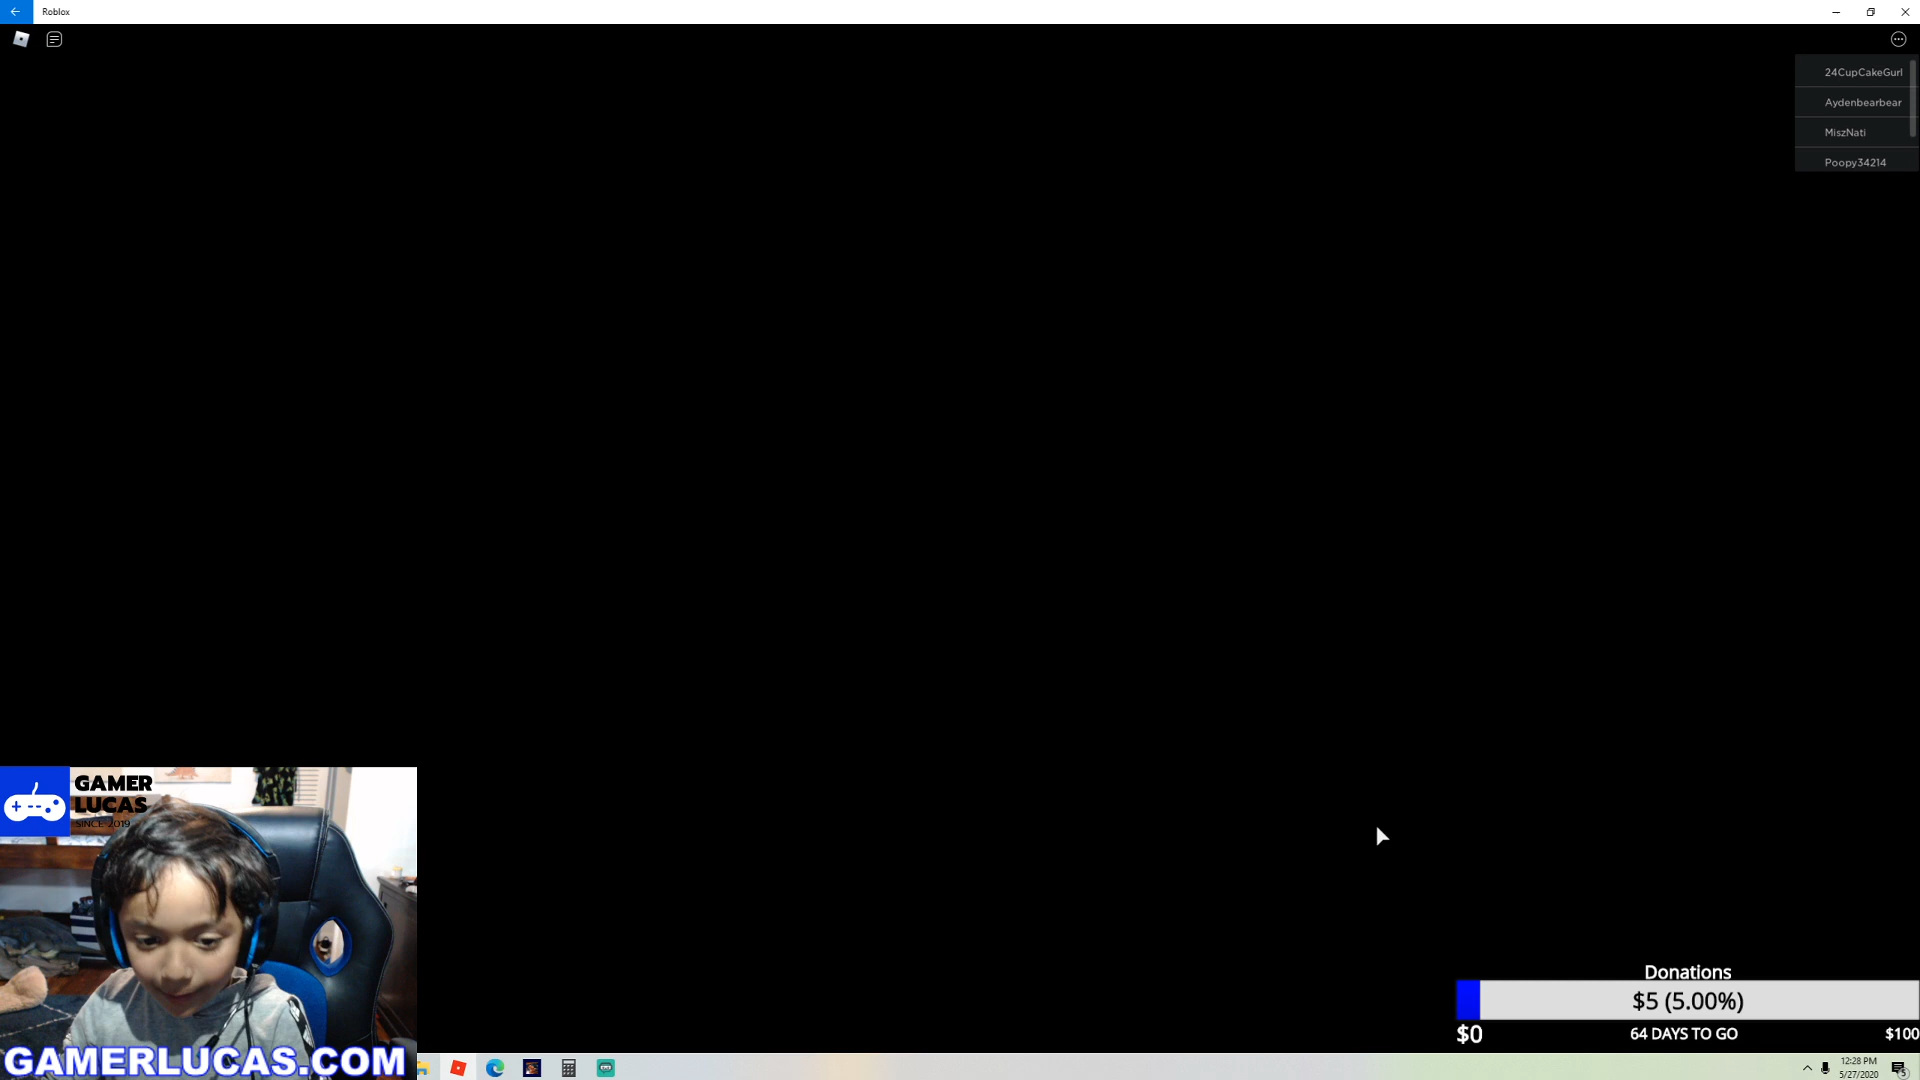 Roblox
24CupCakeGurl
Aydenbearbear
MiszNati
Poopy34214
GAMER
LUCAS
SINCE 2019
GAMERLUCAS.COM
Donations
$5 (5.00%)
$0 64 DAYS TO GO $100
12:28 PM
5/27/2020
5